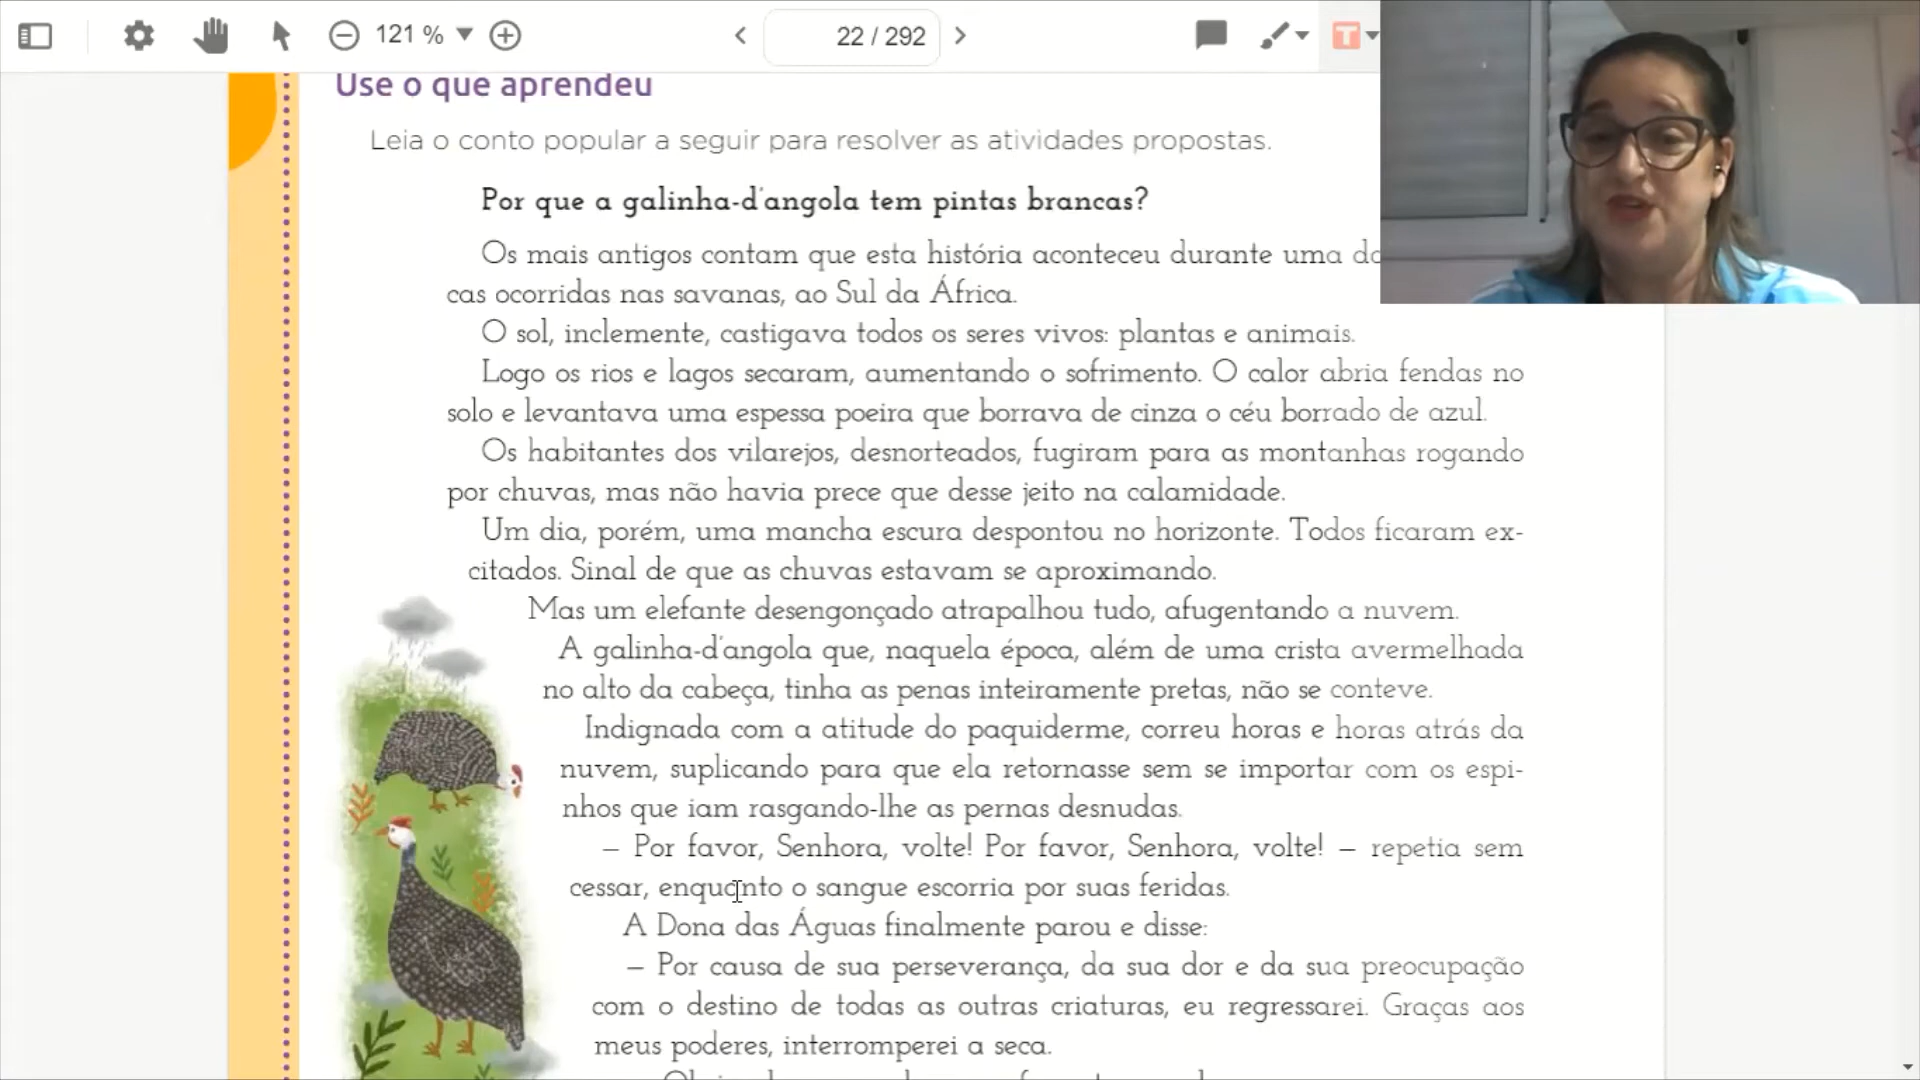 121 %
22 / 292
Use o que aprendeu
Leia o conto popular a seguir para resolver as atividades propostas.
Por que a galinha-d'angola tem pintas brancas?
Os mais antigos contam que esta história aconteceu durante uma
cas ocorridas nas savanas, ao Sul da África.
O sol, inclemente, castigava todos os seres vivos: plantas e animais.
Logo os rios e lagos secaram, aumentando o sofrimento. O calor abria fendas no
solo e levantava uma espessa poeira que borrava de cinza o céu borrado de azul.
Os habitantes dos vilarejos, desnorteados, fugiram para as montanhas rogando
por chuvas, mas não havia prece que desse jeito na calamidade.
Um dia, porém, uma mancha escura despontou no horizonte. Todos ficaram ex-
citados. Sinal de que as chuvas estavam se aproximando.
Mas um elefante desengonçado atrapalhou tudo, afugentando a nuvem.
A galinha-d'angola que, naquela época, além de uma crista avermelhada
no alto da cabeça, tinha as penas inteiramente pretas, não se conteve.
Indignada com a atitude do paquiderme, correu horas e horas atrás da
nuvem, suplicando para que ela retornasse sem se importar com os espi-
nhos que iam rasgando-lhe as pernas desnudas.
– Por favor, Senhora, volte! Por favor, Senhora, volte! – repetia sem
cessar, enquanto o sangue escorria por suas feridas.
A Dona das Águas finalmente parou e disse:
– Por causa de sua perseverança, da sua dor e da sua preocupação
com o destino de todas as outras criaturas, eu regressarei. Graças aos
meus poderes, interromperei a seca.